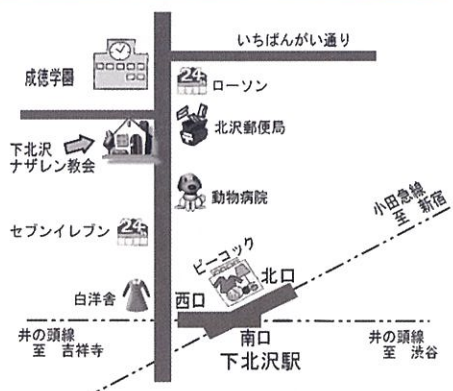 いちばんがい通り
成徳学園
24
ローソン
北沢郵便局
下北沢
ナザレン教会
動物病院
小田急線
至 新宿
セブンイレブン
24
ピーコック
北口
白洋舎
西口
井の頭線
至 吉祥寺
南口
下北沢駅
井の頭線
至 渋谷